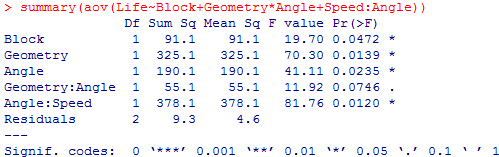 > summary(aov(Life~Block+Geometry*Angle+Speed:Angle))
Df Sum Sq Mean Sq F value Pr(>F)
Block 1 91.1 91.1 19.70 0.0472 *
Geometry 1 325.1 325.1 70.30 0.0139 *
Angle 1 190.1 190.1 41.11 0.0235 *
Geometry:Angle 1 55.1 55.1 11.92 0.0746 .
Angle:Speed 1 378.1 378.1 81.76 0.0120 *
Residuals 2 9.3 4.6
---
Signif. codes: 0 ‘***’ 0.001 ‘**’ 0.01 ‘*’ 0.05 ‘.’ 0.1 ‘ ’ 1